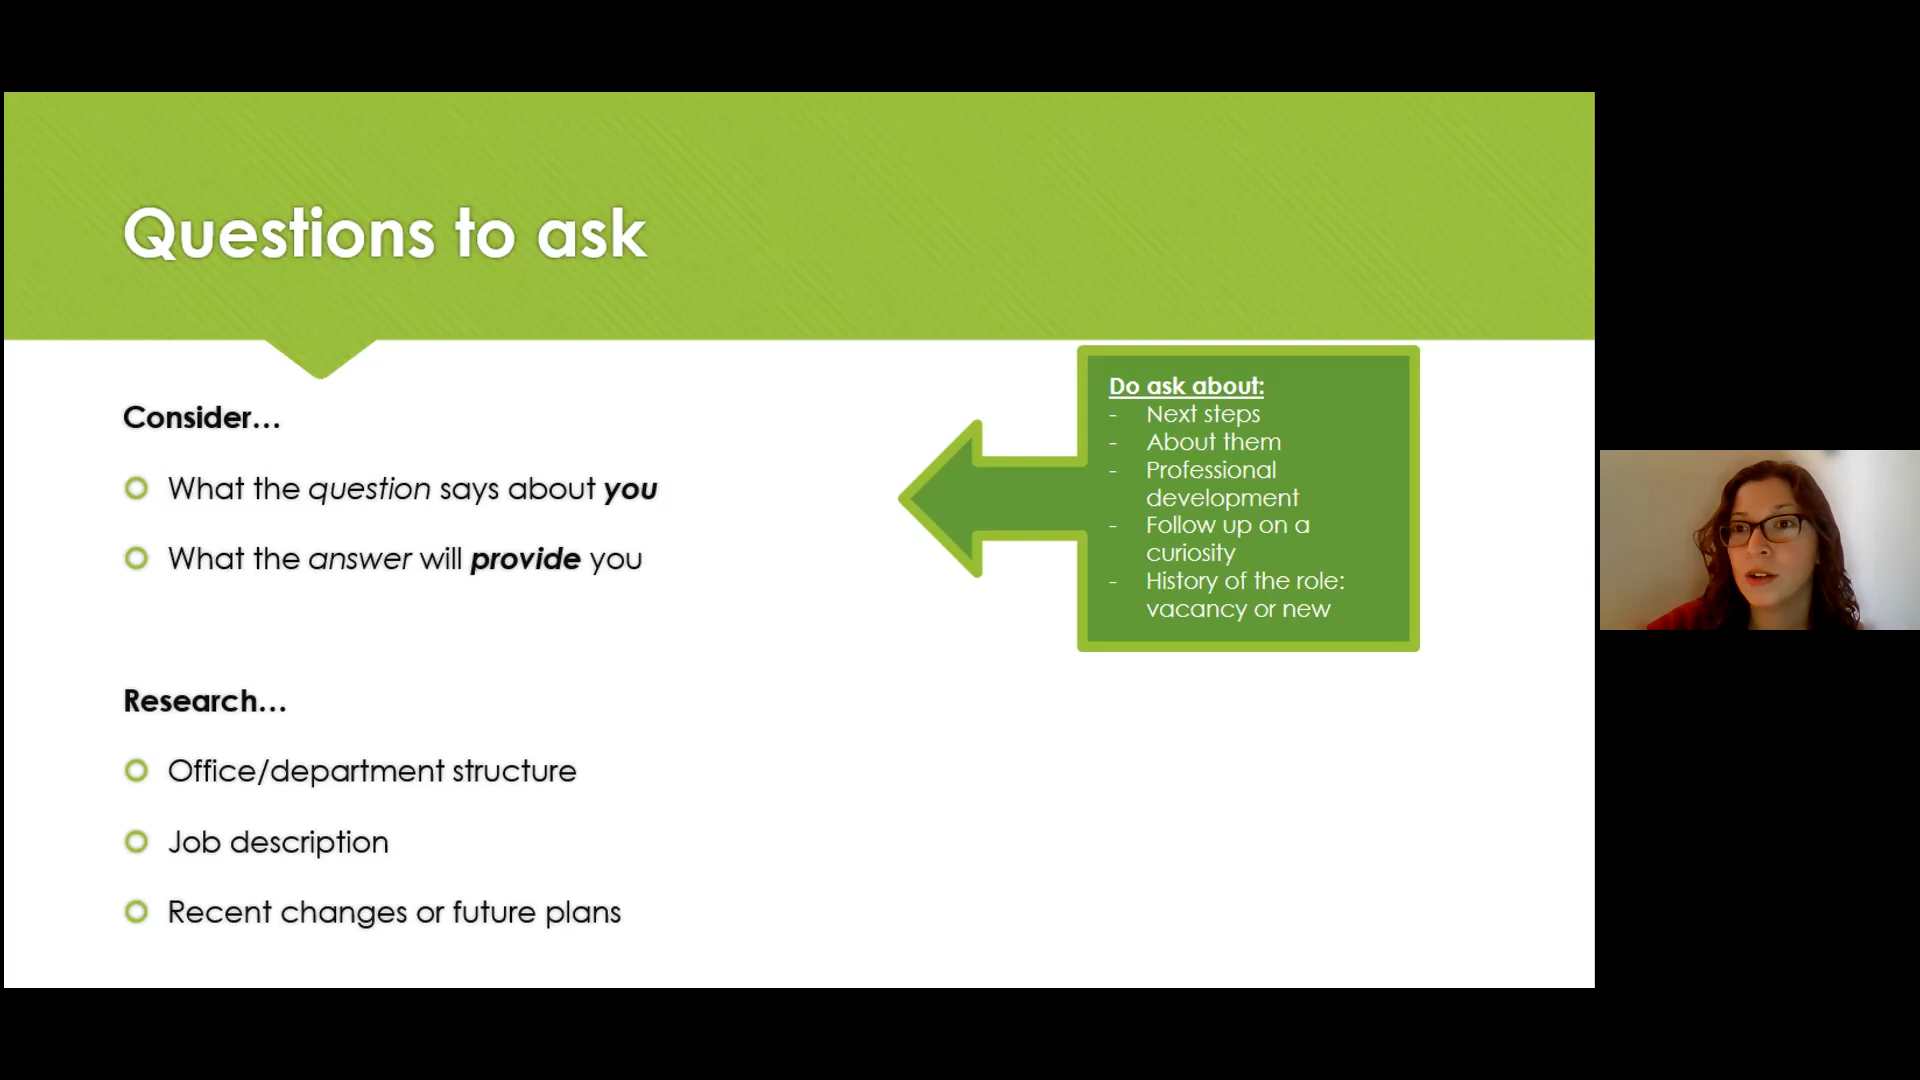 Questions to ask
Consider...
What the question says about you
What the answer will provide you
Research...
Office/department structure
Job description
Recent changes or future plans
Do ask about:
- Next steps
- About them
- Professional
development
- Follow up on a
curiosity
- History of the role:
vacancy or new